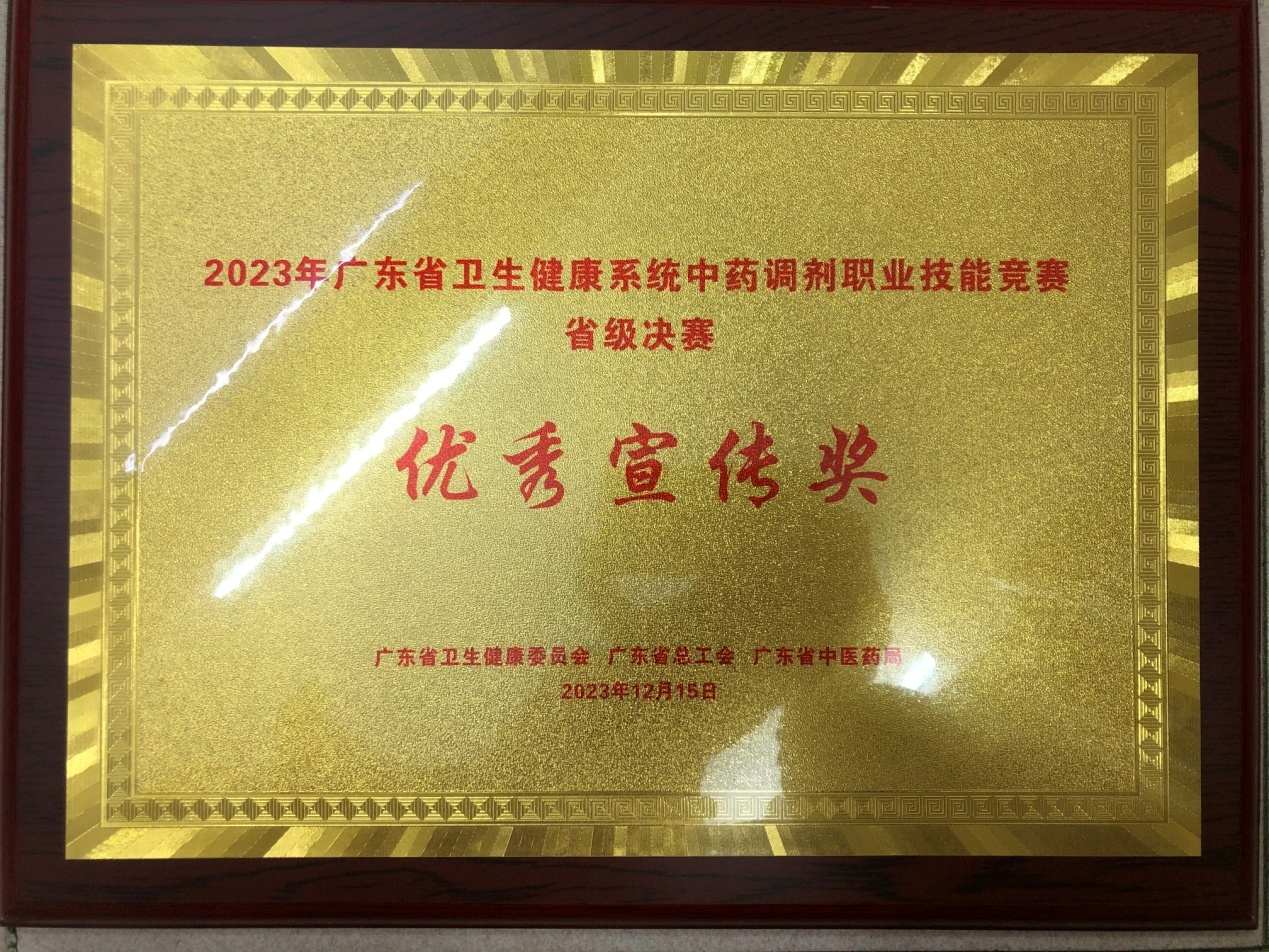 2023年广东省卫生健康系统中药调剂职业技能竞赛
省级决赛
优秀宣传奖
广东省卫生健康委员会 广东省总工会 广东省中医药局
2023年12月15日